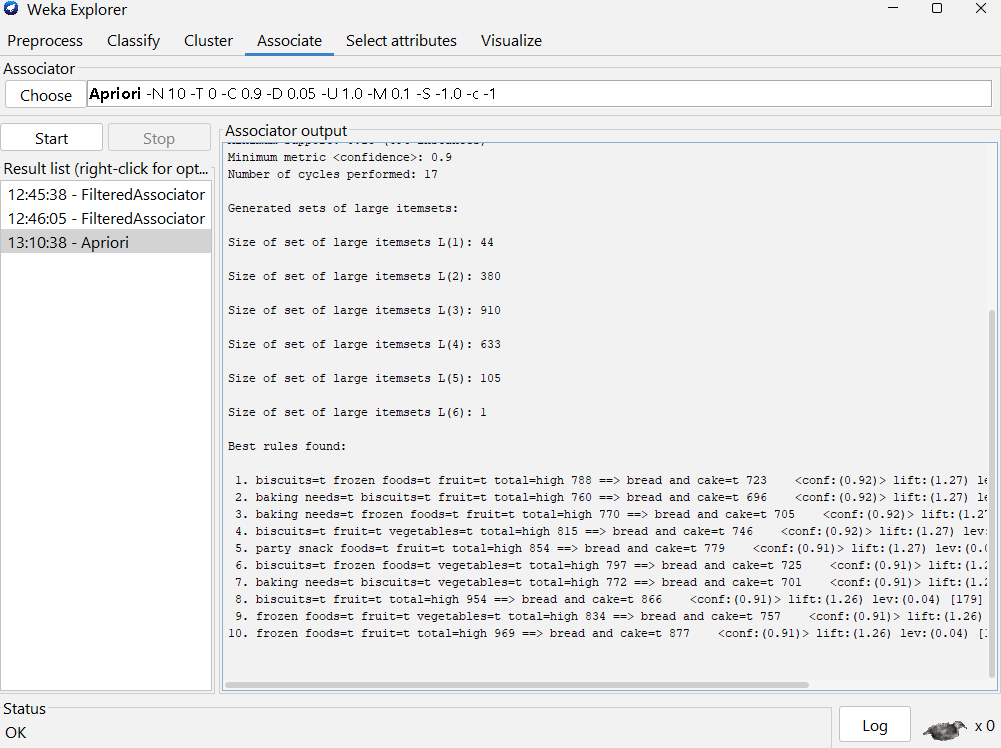 Weka Explorer
Preprocess Classify Cluster Associate Select attributes Visualize
Associator
Choose Apriori -N 10 -T 0 -C 0.9 -D 0.05 -U 1.0 -M 0.1 -S -1.0 -c -1
Start Stop
Result list (right-click for opt...
12:45:38 - FilteredAssociator
12:46:05 - FilteredAssociator
13:10:38 - Apriori
Associator output
Minimum metric <confidence>: 0.9
Number of cycles performed: 17
Generated sets of large itemsets:
Size of set of large itemsets L(1): 44
Size of set of large itemsets L(2): 380
Size of set of large itemsets L(3): 910
Size of set of large itemsets L(4): 633
Size of set of large itemsets L(5): 105
Size of set of large itemsets L(6): 1
Best rules found:
1. biscuits=t frozen foods=t fruit=t total=high 788 ==> bread and cake=t 723 <conf:(0.92)> lift:(1.27) l
2. baking needs=t biscuits=t fruit=t total=high 760 ==> bread and cake=t 696 <conf:(0.92)> lift:(1.27) l
3. baking needs=t frozen foods=t fruit=t total=high 770 ==> bread and cake=t 705 <conf:(0.92)> lift:(1.2
4. biscuits=t fruit=t vegetables=t total=high 815 ==> bread and cake=t 746 <conf:(0.92)> lift:(1.27) lev
5. party snack foods=t fruit=t total=high 854 ==> bread and cake=t 779 <conf:(0.91)> lift:(1.27) lev:(0.
6. biscuits=t frozen foods=t vegetables=t total=high 797 ==> bread and cake=t 725 <conf:(0.91)> lift:(1.2
7. baking needs=t biscuits=t vegetables=t total=high 772 ==> bread and cake=t 701 <conf:(0.91)> lift:(1.2
8. biscuits=t fruit=t total=high 954 ==> bread and cake=t 866 <conf:(0.91)> lift:(1.26) lev:(0.04) [179]
9. frozen foods=t fruit=t vegetables=t total=high 834 ==> bread and cake=t 757 <conf:(0.91)> lift:(1.26)
10. frozen foods=t fruit=t total=high 969 ==> bread and cake=t 877 <conf:(0.91)> lift:(1.26) lev:(0.04) [
Status
OK
Log x 0